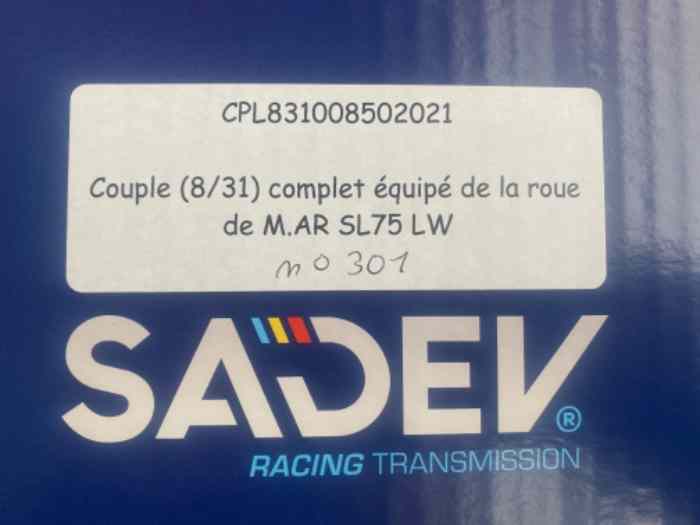 CPL831008502021
Couple (8/31) complet équipé de la roue
de M.AR SL75 LW
n° 301
SADEV®
RACING TRANSMISSION